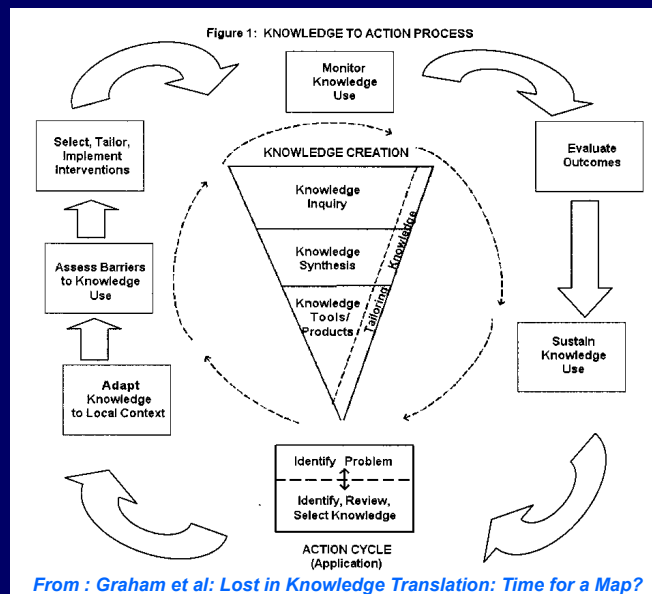 Figure 1: KNOWLEDGE TO ACTION PROCESS
Monitor
Knowledge
Use
Select, Tailor,
Implement
Interventions
Evaluate
Outcomes
KNOWLEDGE CREATION
Knowledge
Inquiry
Knowledge
Synthesis
Knowledge
Tools/
Products
Tailoring Knowledge
Assess Barriers
to Knowledge
Use
Sustain
Knowledge
Use
Adapt
Knowledge
to Local Context
Identify Problem
Identify, Review,
Select Knowledge
ACTION CYCLE
(Application)
From : Graham et al: Lost in Knowledge Translation: Time for a Map?